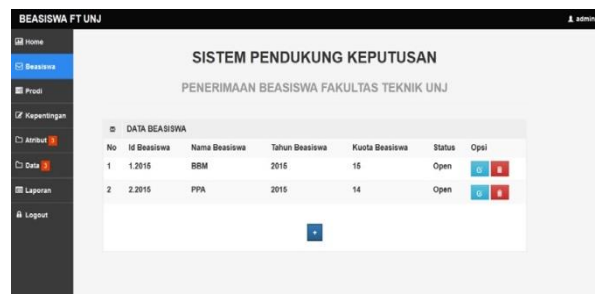 BEASISWA FT UNJ
admin
Home
Beasiswa
Prodi
Kepentingan
Atribut 3
Data 3
Laporan
Logout
SISTEM PENDUKUNG KEPUTUSAN
PENERIMAAN BEASISWA FAKULTAS TEKNIK UNJ
DATA BEASISWA
No Id Beasiswa Nama Beasiswa Tahun Beasiswa Kuota Beasiswa Status Opsi
1 1.2015 BBM 2015 15 Open
2 2.2015 PPA 2015 14 Open
+